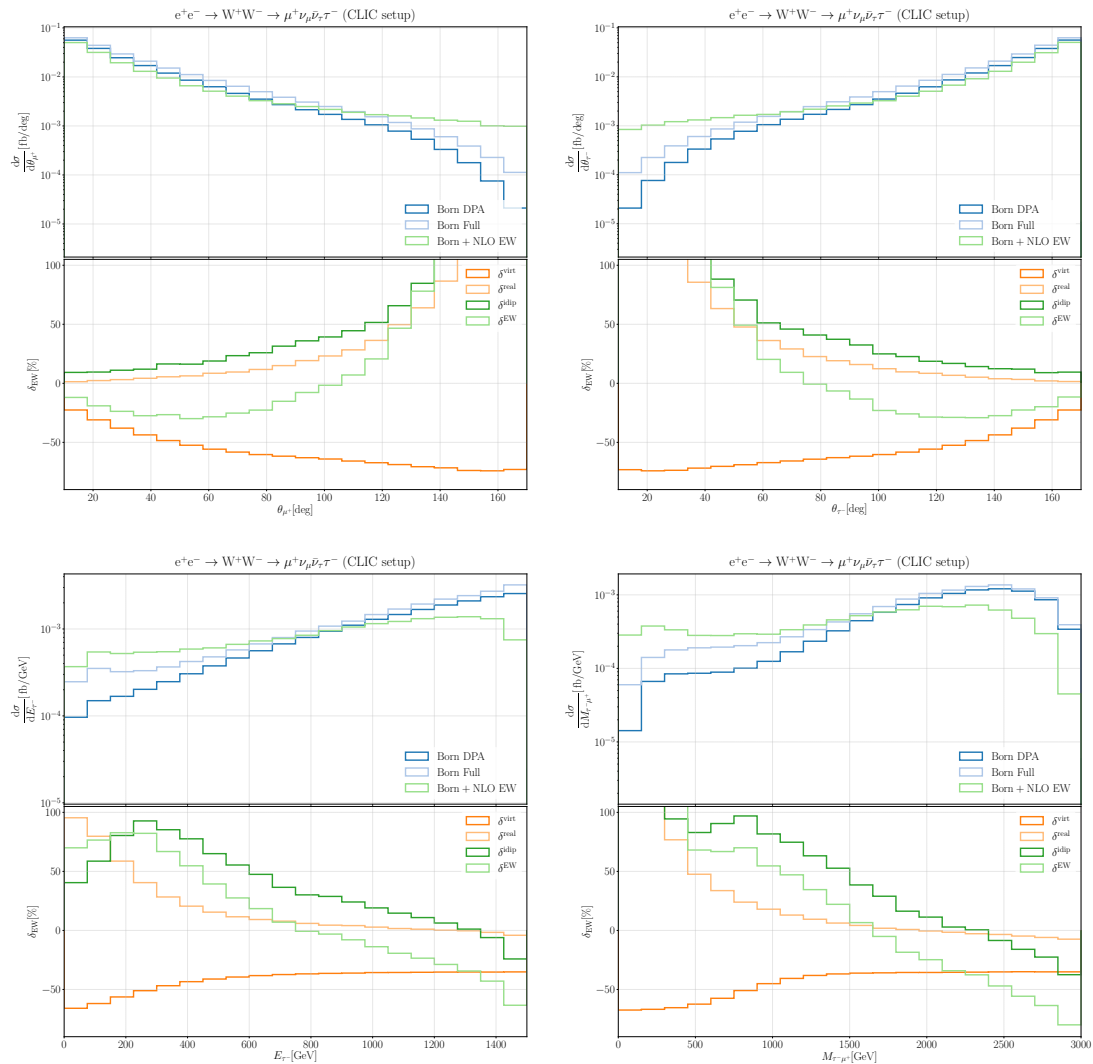 e⁺e⁻ → W⁺W⁻ → μ⁺ν_μ ν̄_τ τ⁻ (CLIC setup)
10⁻¹
10⁻²
10⁻³
10⁻⁴
10⁻⁵
dσ/dθ_μ⁺ [fb/deg]
Born DPA
Born Full
Born + NLO EW
100
50
0
−50
δ_EW[%]
δ^virt
δ^real
δ^idip
δ^EW
20 40 60 80 100 120 140 160
θ_μ⁺[deg]
e⁺e⁻ → W⁺W⁻ → μ⁺ν_μ ν̄_τ τ⁻ (CLIC setup)
10⁻¹
10⁻²
10⁻³
10⁻⁴
10⁻⁵
dσ/dθ_τ⁻ [fb/deg]
Born DPA
Born Full
Born + NLO EW
100
50
0
−50
δ_EW[%]
δ^virt
δ^real
δ^idip
δ^EW
20 40 60 80 100 120 140 160
θ_τ⁻[deg]
e⁺e⁻ → W⁺W⁻ → μ⁺ν_μ ν̄_τ τ⁻ (CLIC setup)
10⁻³
10⁻⁴
10⁻⁵
dσ/dE_τ⁻ [fb/GeV]
Born DPA
Born Full
Born + NLO EW
100
50
0
−50
δ_EW[%]
δ^virt
δ^real
δ^idip
δ^EW
0 200 400 600 800 1000 1200 1400
E_τ⁻[GeV]
e⁺e⁻ → W⁺W⁻ → μ⁺ν_μ ν̄_τ τ⁻ (CLIC setup)
10⁻³
10⁻⁴
10⁻⁵
dσ/dM_τ⁻μ⁺ [fb/GeV]
Born DPA
Born Full
Born + NLO EW
100
50
0
−50
δ_EW[%]
δ^virt
δ^real
δ^idip
δ^EW
0 500 1000 1500 2000 2500 3000
M_τ⁻μ⁺[GeV]